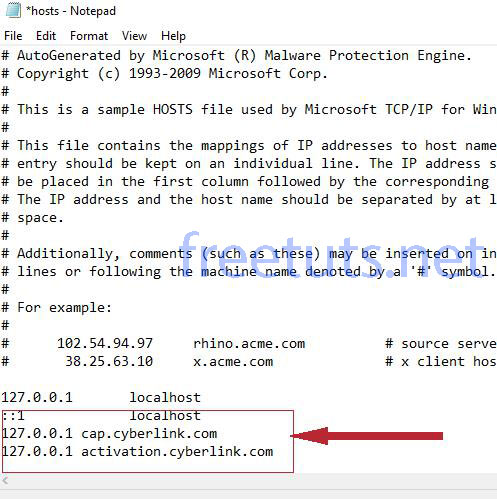 *hosts - Notepad
File Edit Format View Help
# AutoGenerated by Microsoft (R) Malware Protection Engine.
# Copyright (c) 1993-2009 Microsoft Corp.
#
# This is a sample HOSTS file used by Microsoft TCP/IP for Win
#
# This file contains the mappings of IP addresses to host name
# entry should be kept on an individual line. The IP address s
# be placed in the first column followed by the corresponding
# The IP address and the host name should be separated by at l
# space.
#
# Additionally, comments (such as these) may be inserted on in
# lines or following the machine name denoted by a '#' symbol.
freetuts.net
#
# For example:
#
# 102.54.94.97 rhino.acme.com # source serve
# 38.25.63.10 x.acme.com # x client hos
127.0.0.1 localhost
::1 localhost
127.0.0.1 cap.cyberlink.com
127.0.0.1 activation.cyberlink.com